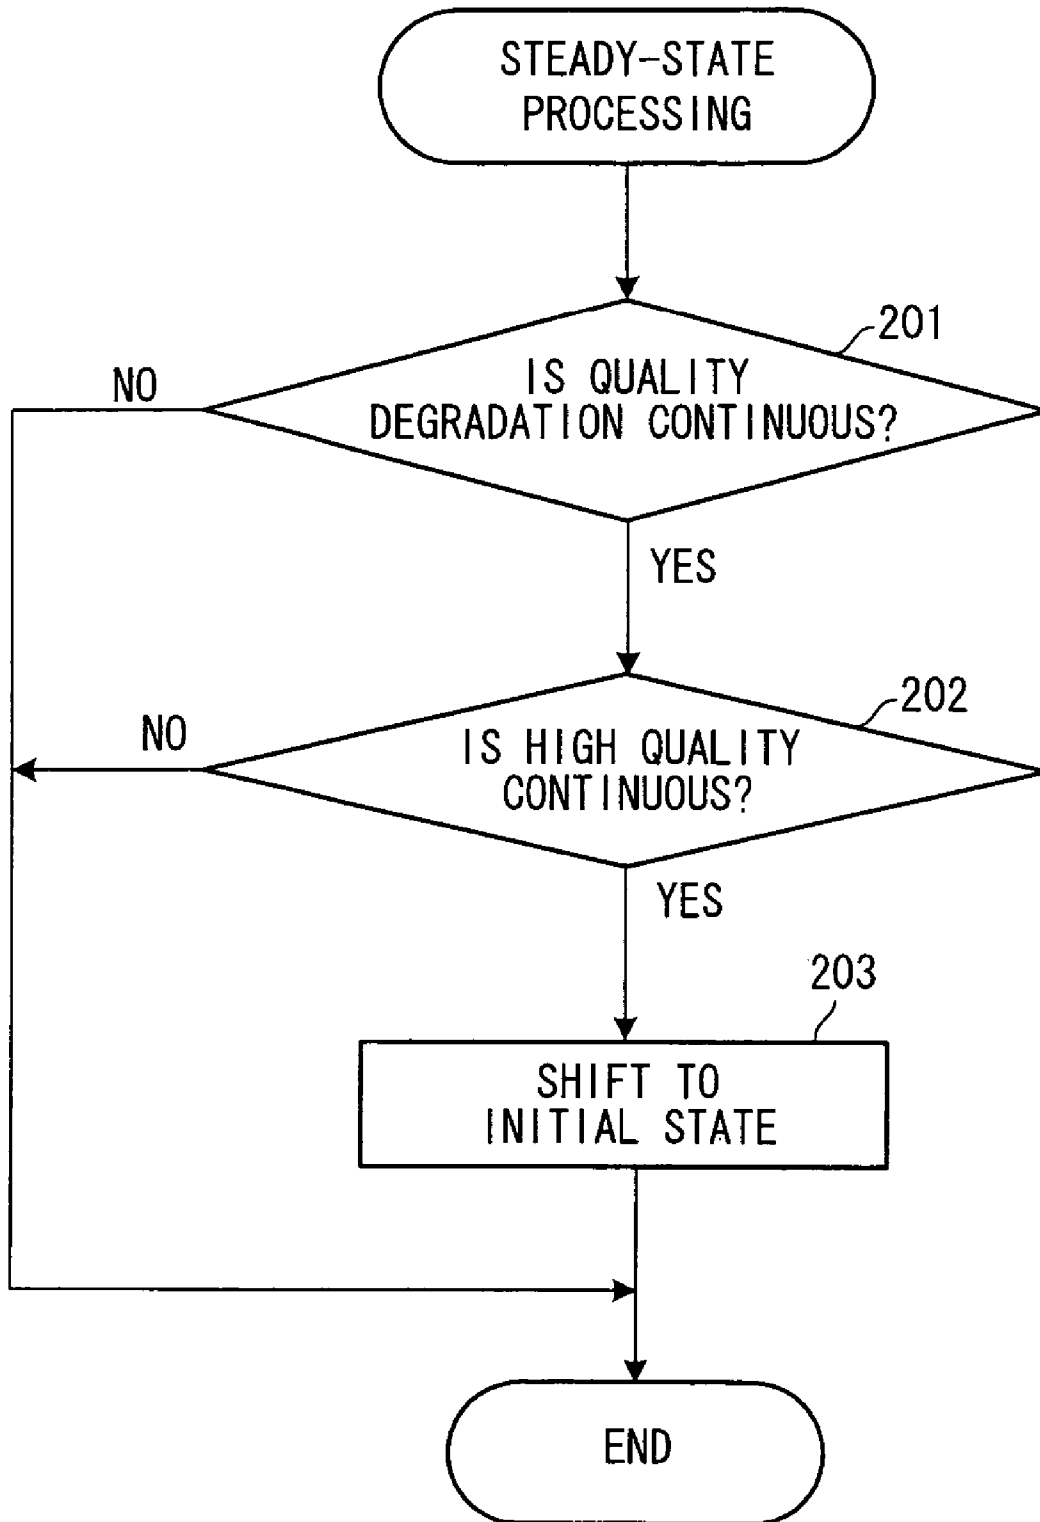 STEADY-STATE
PROCESSING
201
IS QUALITY
DEGRADATION CONTINUOUS?
NO
YES
202
IS HIGH QUALITY
CONTINUOUS?
NO
YES
203
SHIFT TO
INITIAL STATE
END